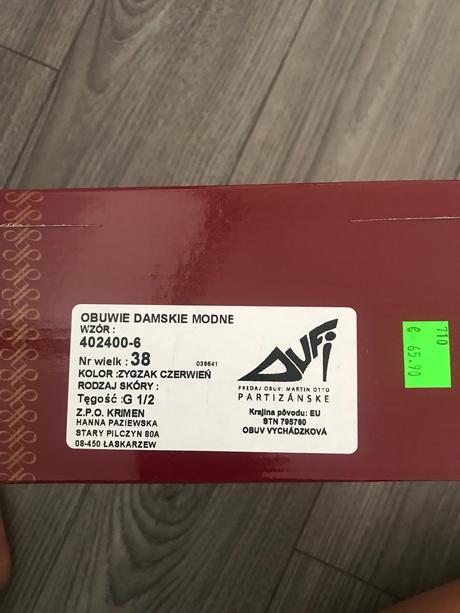 OBUWIE DAMSKIE MODNE
WZÓR :
402400-6
Nr wielk : 38 036641
KOLOR :ZYGZAK CZERWIEŃ
RODZAJ SKÓRY :
Tęgość :G 1/2
Z.P.O. KRIMEN
HANNA PAZIEWSKA
STARY PILCZYN 80A
08-450 ŁASKARZEW
DUFI
PREDAJ OBUVI MARTIN OTTO
PARTIZÁNSKE
Krajina pôvodu: EU
STN 795760
OBUV VYCHÁDZKOVÁ
710
€ 65.90